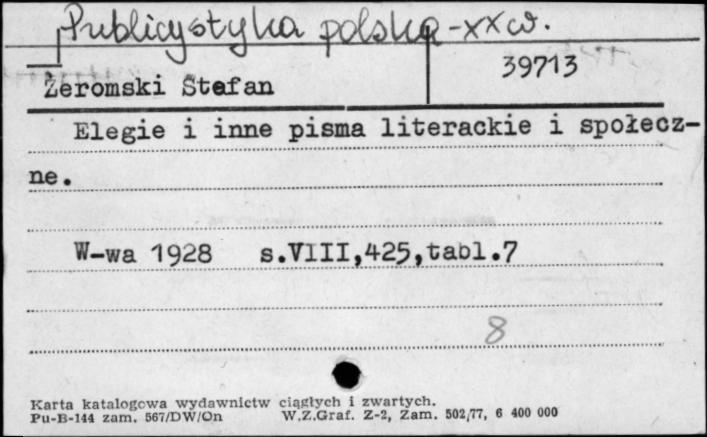 Publicystyka polska - XX w.
39713
Żeromski Stefan
Elegie i inne pisma literackie i społecz-
ne.
W-wa 1928 s.VIII,425,tabl.7
8
Karta katalogowa wydawnictw ciągłych i zwartych.
Pu-B-144 zam. 567/DW/On W.Z.Graf. Z-2, Zam. 502/77, 6 400 000